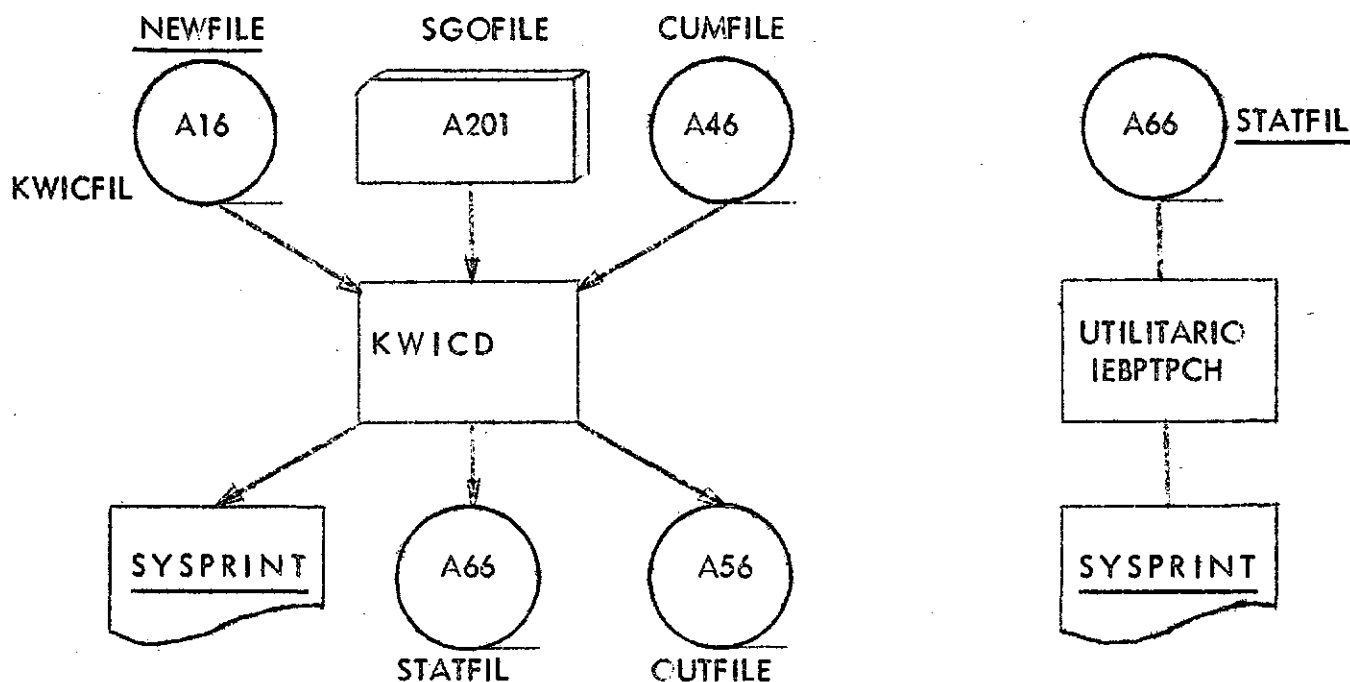 NEWFILE
SGOFILE
CUMFILE
A16
A201
A46
A66
STATFIL
KWICFIL
KWICD
UTILITARIO
IEBPTPCH
SYSPRINT
A66
A56
SYSPRINT
STATFIL
OUTFILE